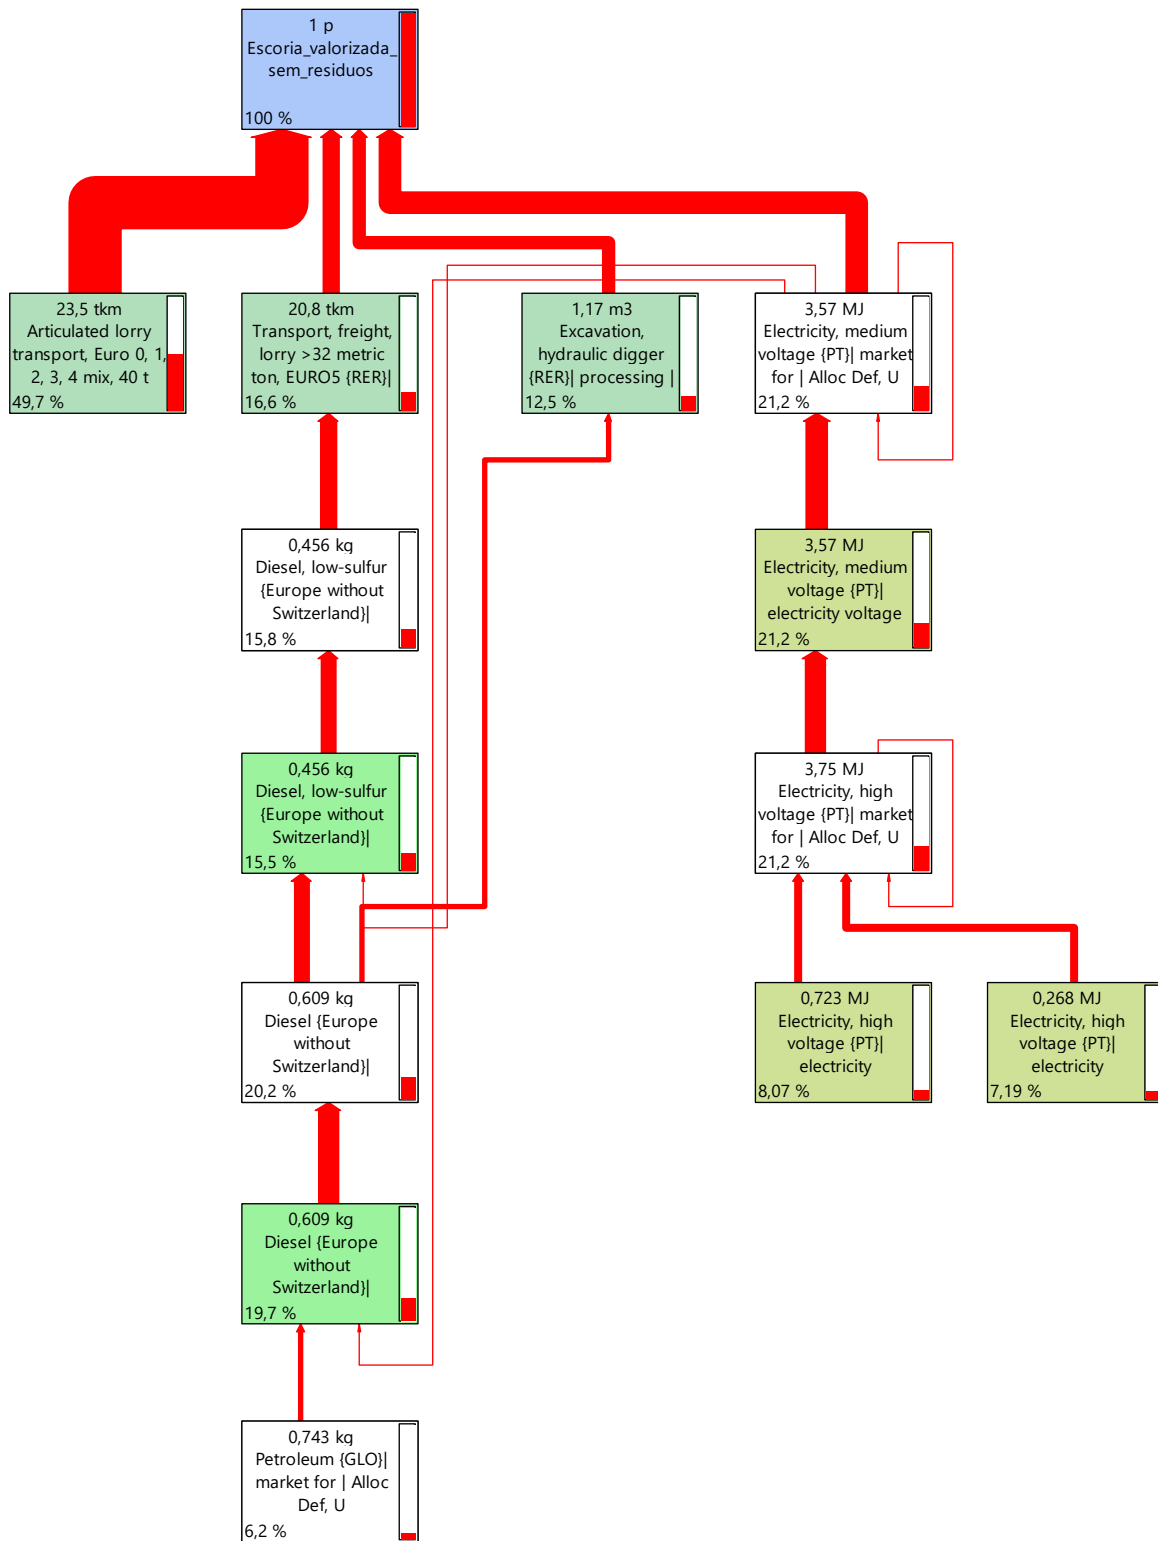 1 p
Escoria_valorizada_
sem_residuos
100 %
23,5 tkm
Articulated lorry
transport, Euro 0, 1,
2, 3, 4 mix, 40 t
49,7 %
20,8 tkm
Transport, freight,
lorry >32 metric
ton, EURO5 {RER}|
16,6 %
1,17 m3
Excavation,
hydraulic digger
{RER}| processing |
12,5 %
3,57 MJ
Electricity, medium
voltage {PT}| market
for | Alloc Def, U
21,2 %
0,456 kg
Diesel, low-sulfur
{Europe without
Switzerland}|
15,8 %
3,57 MJ
Electricity, medium
voltage {PT}|
electricity voltage
21,2 %
0,456 kg
Diesel, low-sulfur
{Europe without
Switzerland}|
15,5 %
3,75 MJ
Electricity, high
voltage {PT}| market
for | Alloc Def, U
21,2 %
0,609 kg
Diesel {Europe
without
Switzerland}|
20,2 %
0,723 MJ
Electricity, high
voltage {PT}|
electricity
8,07 %
0,268 MJ
Electricity, high
voltage {PT}|
electricity
7,19 %
0,609 kg
Diesel {Europe
without
Switzerland}|
19,7 %
0,743 kg
Petroleum {GLO}|
market for | Alloc
Def, U
6,2 %